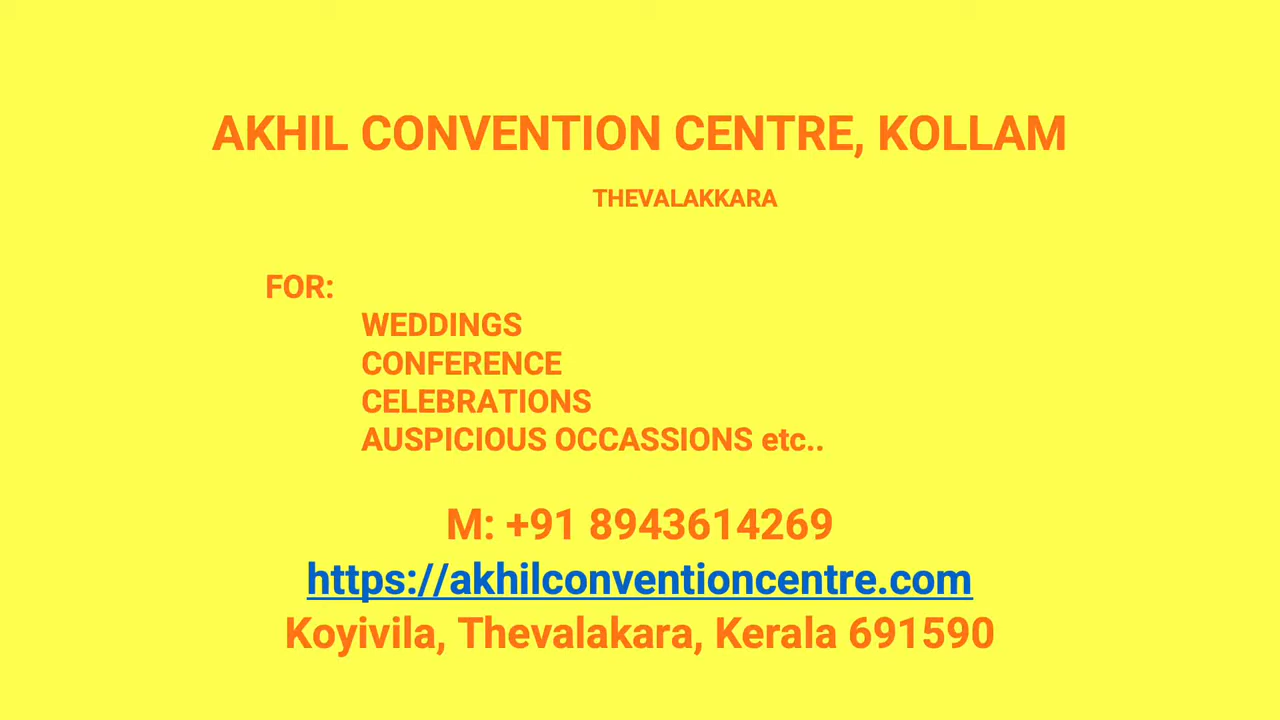 AKHIL CONVENTION CENTRE, KOLLAM
THEVALAKKARA
FOR:
WEDDINGS
CONFERENCE
CELEBRATIONS
AUSPICIOUS OCCASSIONS etc..
M: +91 8943614269
https://akhilconventioncentre.com
Koyivila, Thevalakara, Kerala 691590